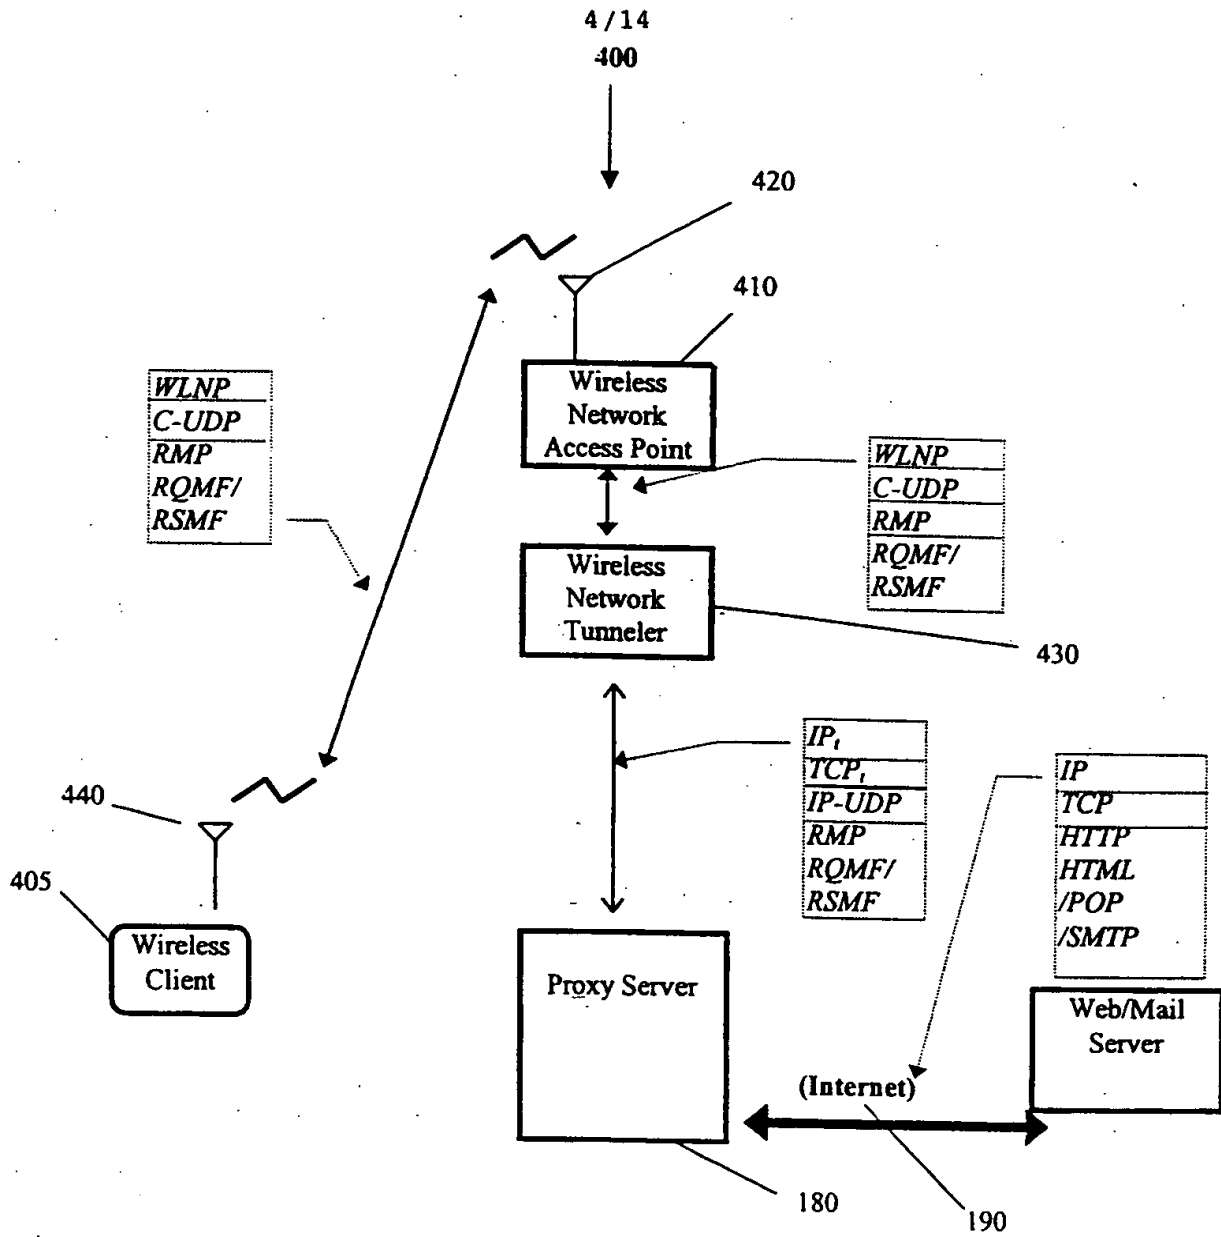 4/14
400
420
410
Wireless
Network
Access Point
WLNP
C-UDP
RMP
RQMF/
RSMF
WLNP
C-UDP
RMP
RQMF/
RSMF
Wireless
Network
Tunneler
430
IPt
TCPt
IP-UDP
RMP
RQMF/
RSMF
IP
TCP
HTTP
HTML
/POP
/SMTP
440
405
Wireless
Client
Proxy Server
Web/Mail
Server
(Internet)
180
190